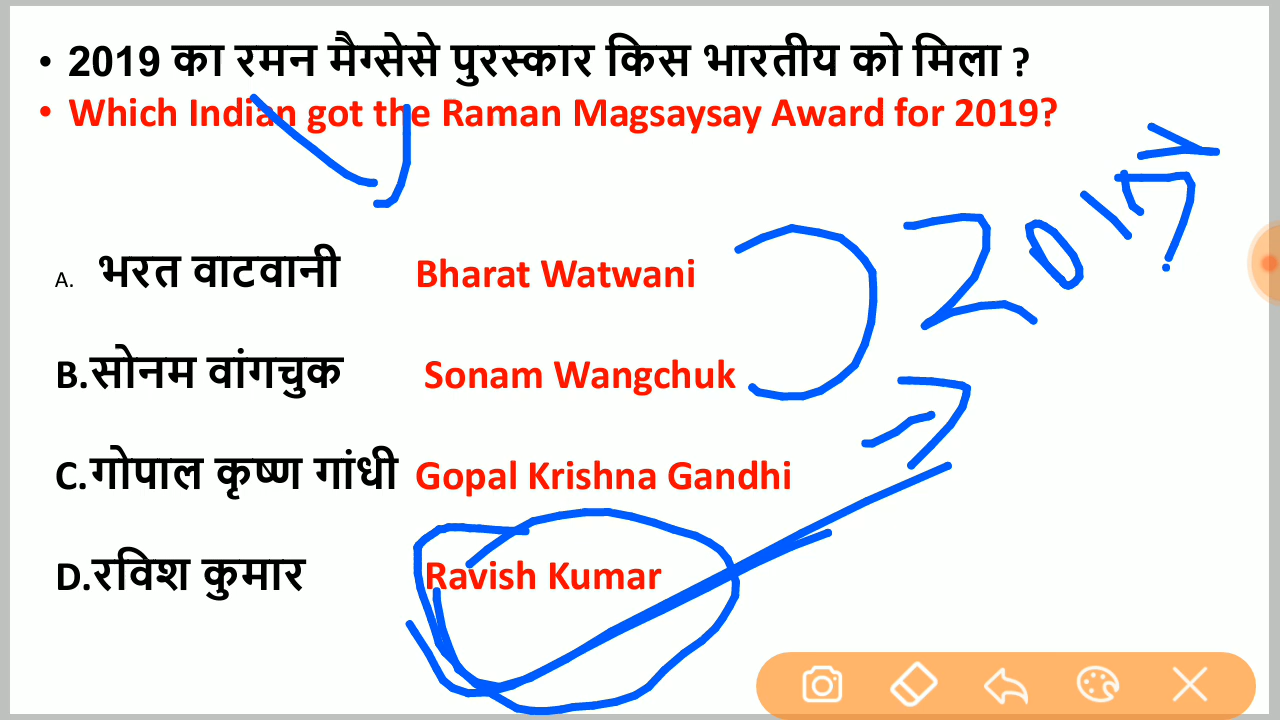 • 2019 का रमन मैग्सेसे पुरस्कार किस भारतीय को मिला ?
• Which Indian got the Raman Magsaysay Award for 2019?
A. भरत वाटवानी Bharat Watwani
2017
B.सोनम वांगचुक Sonam Wangchuk
C.गोपाल कृष्ण गांधी Gopal Krishna Gandhi
D.रविश कुमार Ravish Kumar